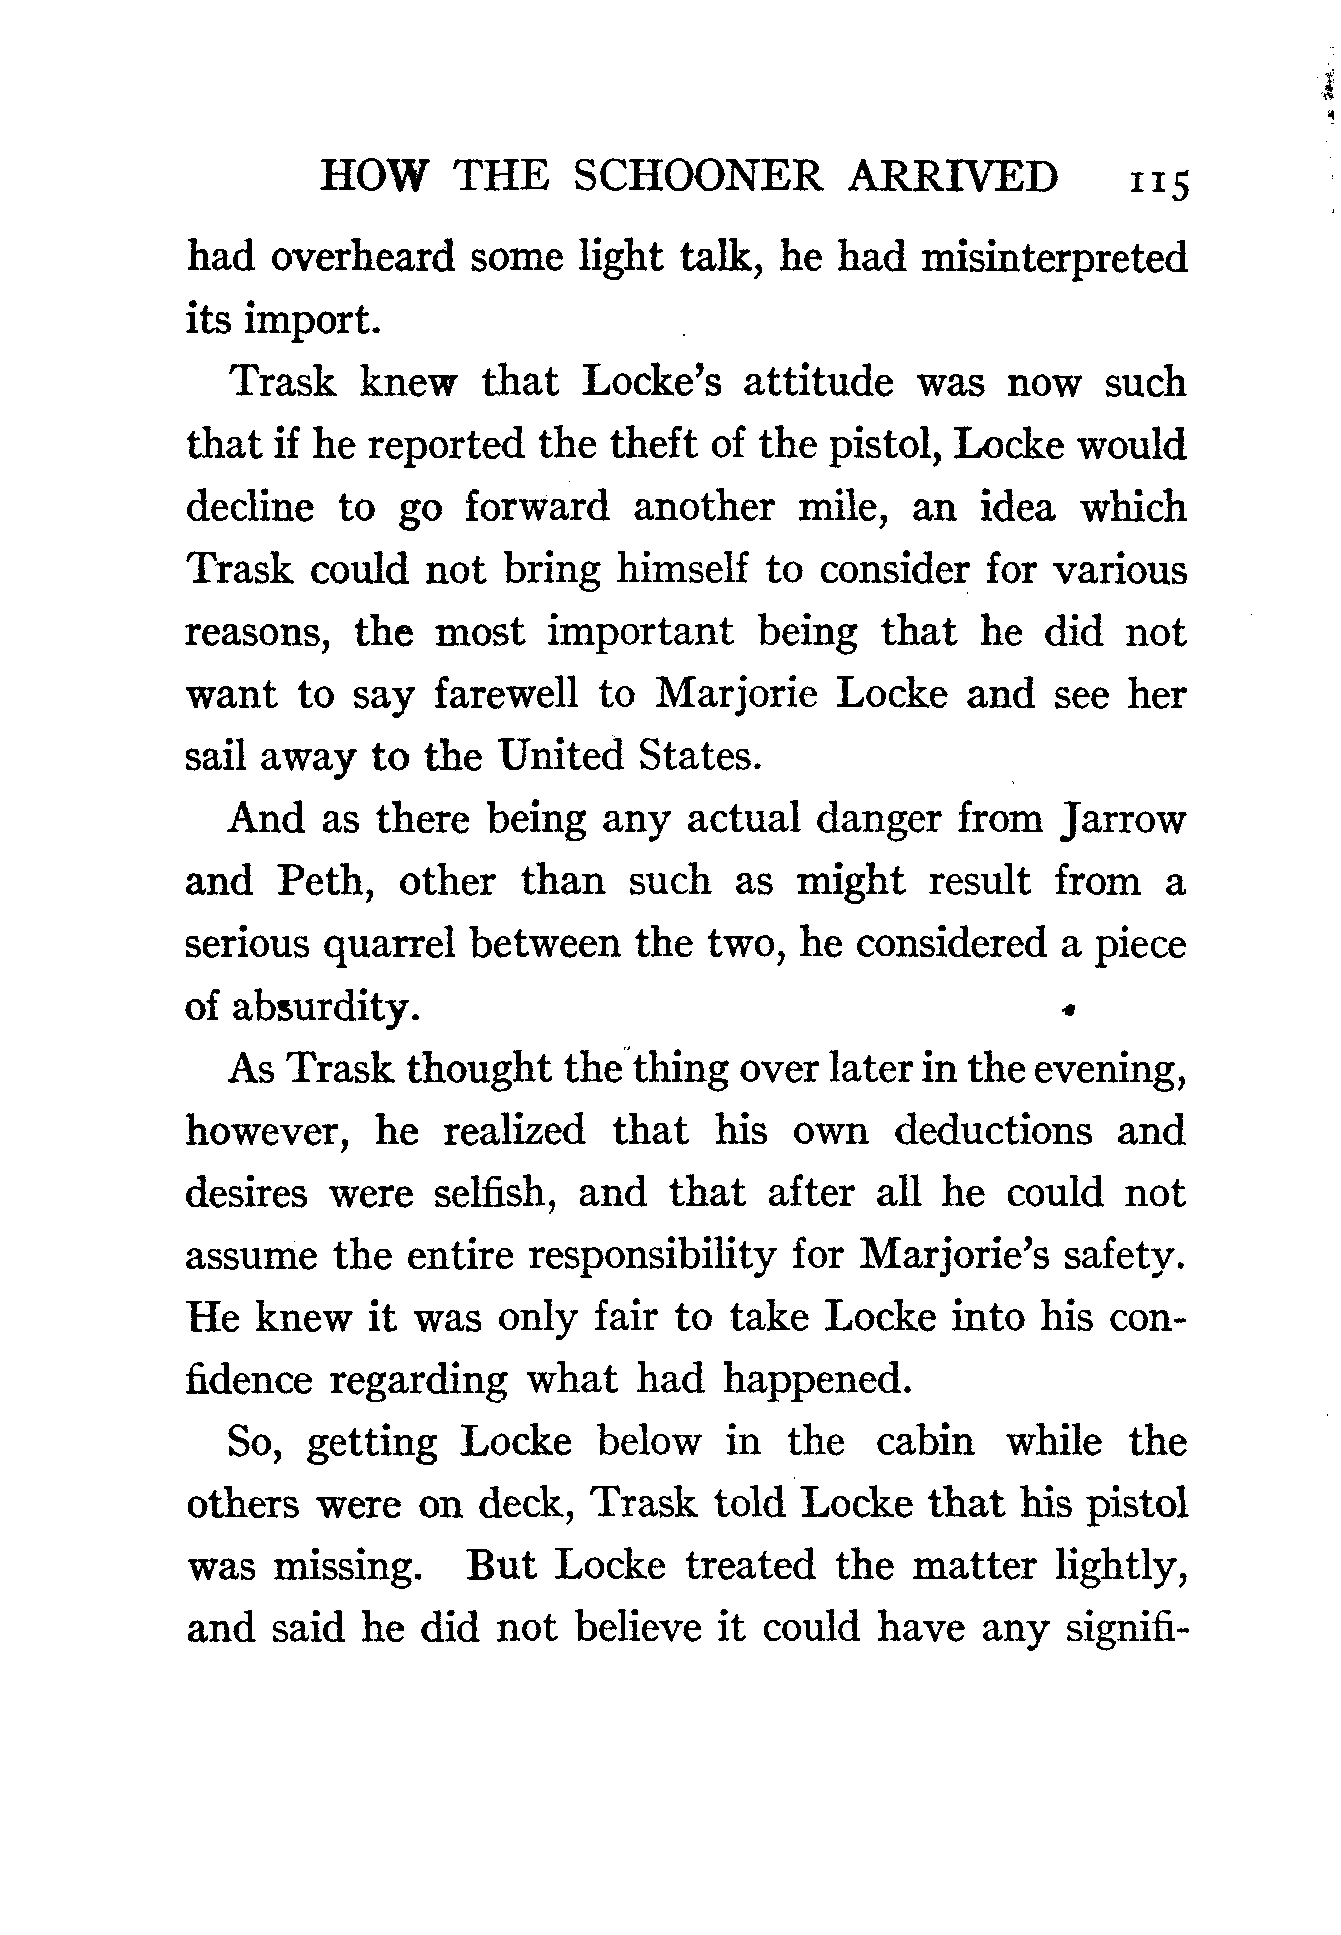 HOW THE SCHOONER ARRIVED 115
had overheard some light talk, he had misinterpreted
its import.
Trask knew that Locke's attitude was now such
that if he reported the theft of the pistol, Locke would
decline to go forward another mile, an idea which
Trask could not bring himself to consider for various
reasons, the most important being that he did not
want to say farewell to Marjorie Locke and see her
sail away to the United States.
And as there being any actual danger from Jarrow
and Peth, other than such as might result from a
serious quarrel between the two, he considered a piece
of absurdity.
As Trask thought the thing over later in the evening,
however, he realized that his own deductions and
desires were selfish, and that after all he could not
assume the entire responsibility for Marjorie's safety.
He knew it was only fair to take Locke into his con-
fidence regarding what had happened.
So, getting Locke below in the cabin while the
others were on deck, Trask told Locke that his pistol
was missing. But Locke treated the matter lightly,
and said he did not believe it could have any signifi-